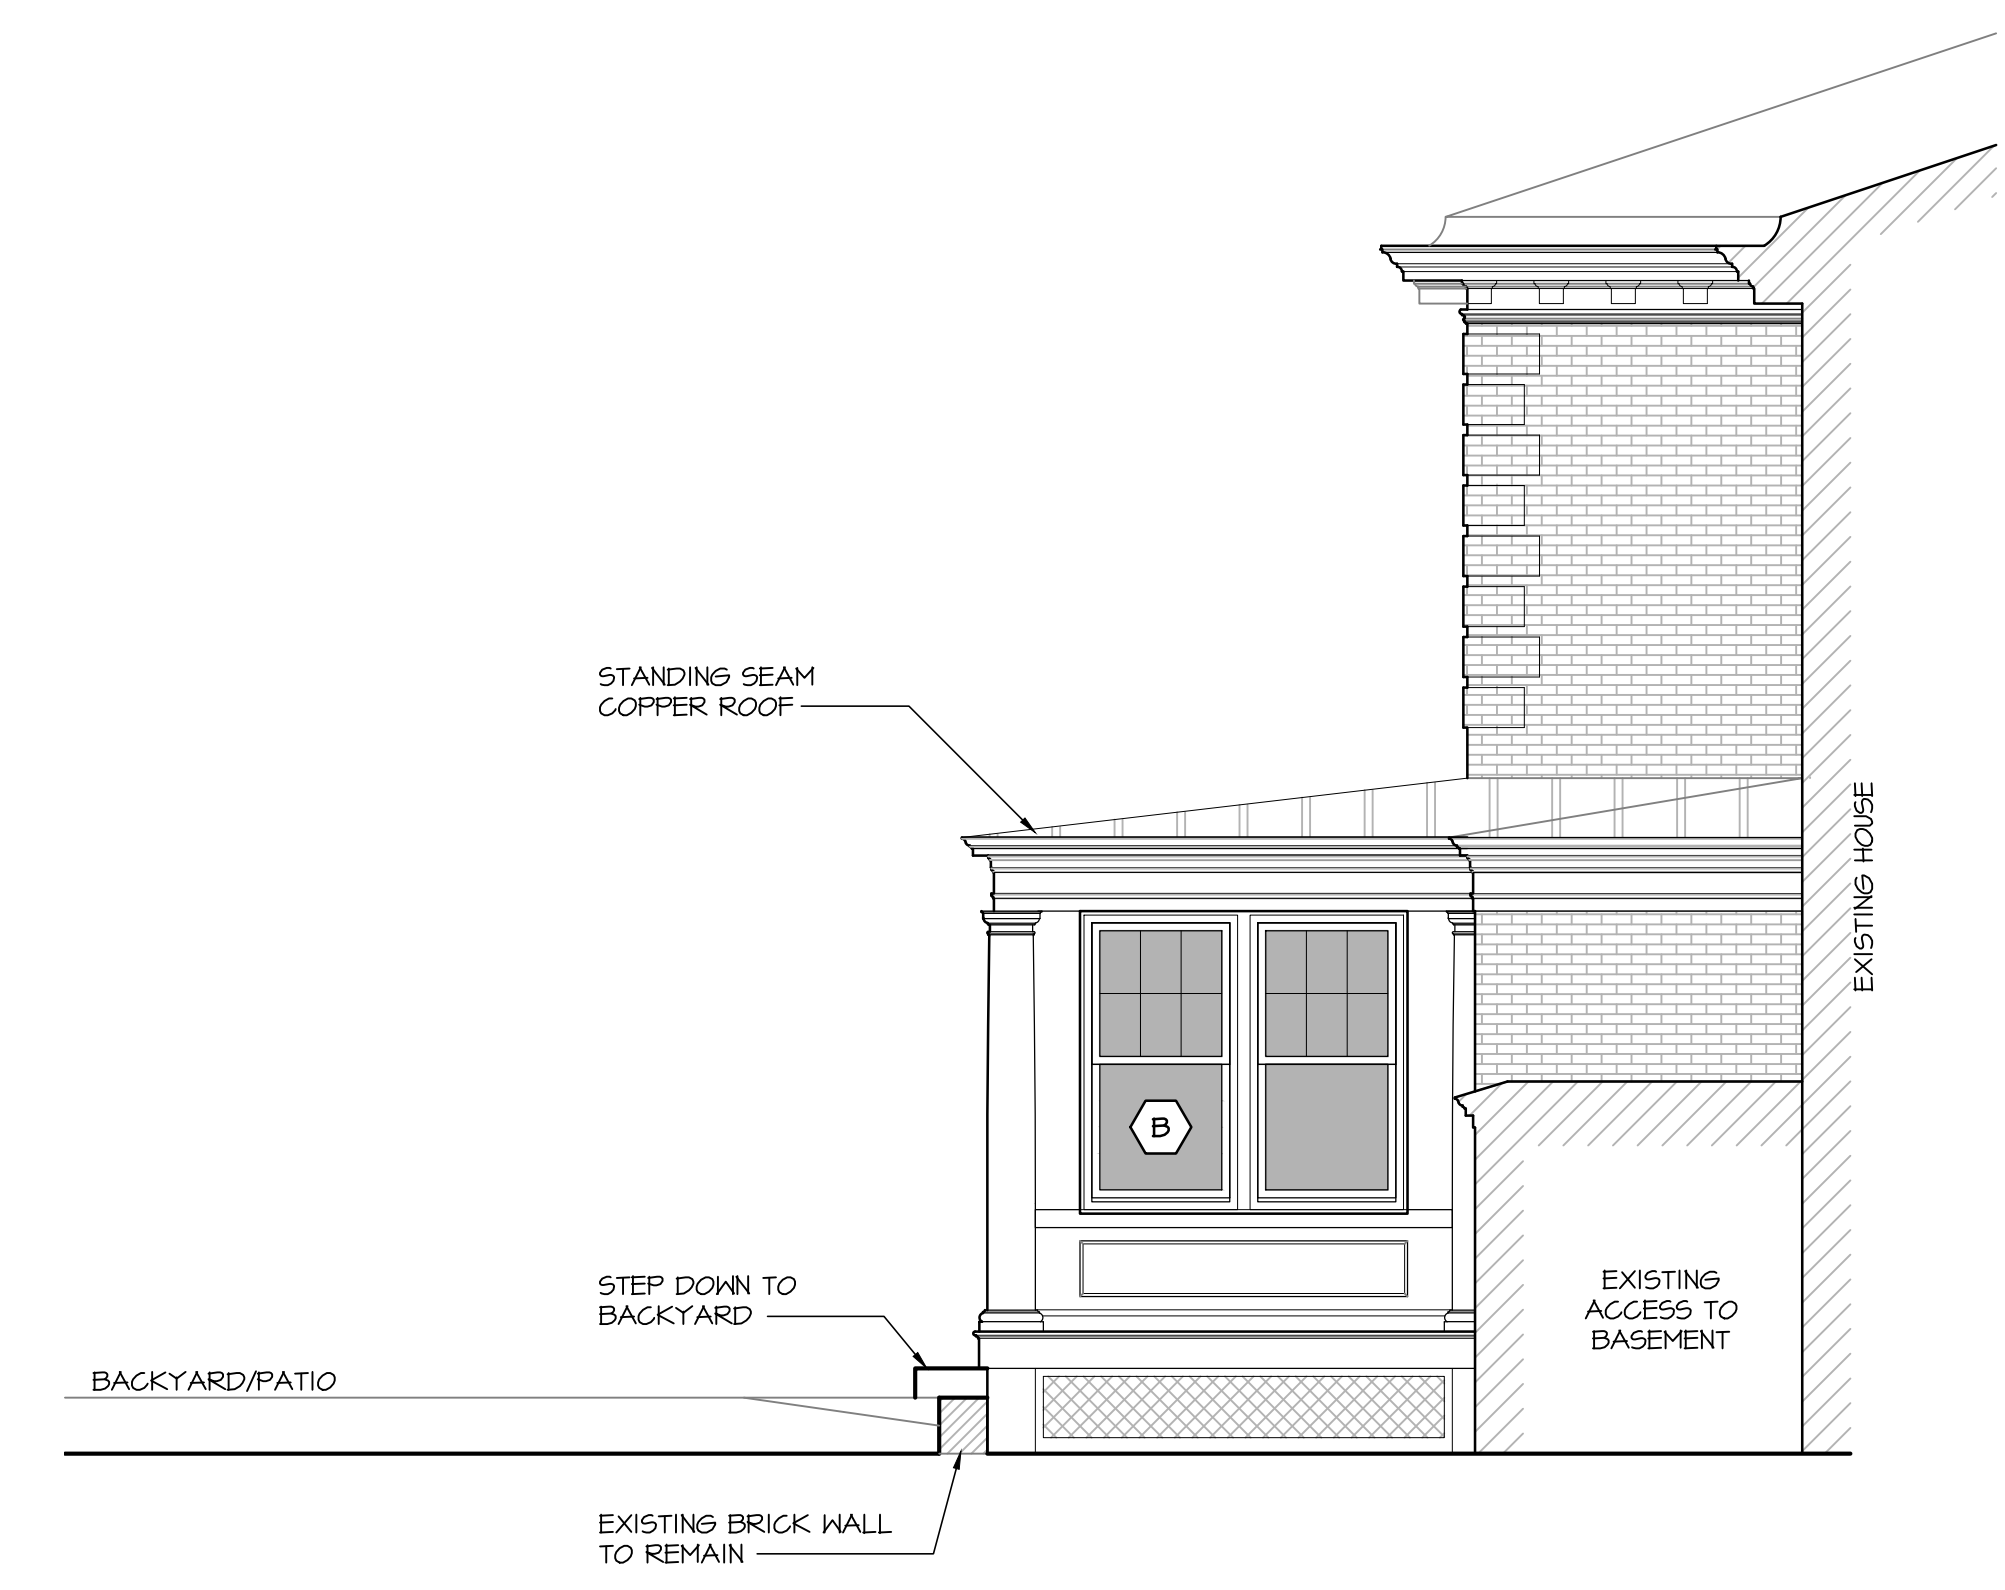 STANDING SEAM
COPPER ROOF
EXISTING HOUSE
B
STEP DOWN TO
BACKYARD
EXISTING
ACCESS TO
BASEMENT
BACKYARD/PATIO
EXISTING BRICK WALL
TO REMAIN